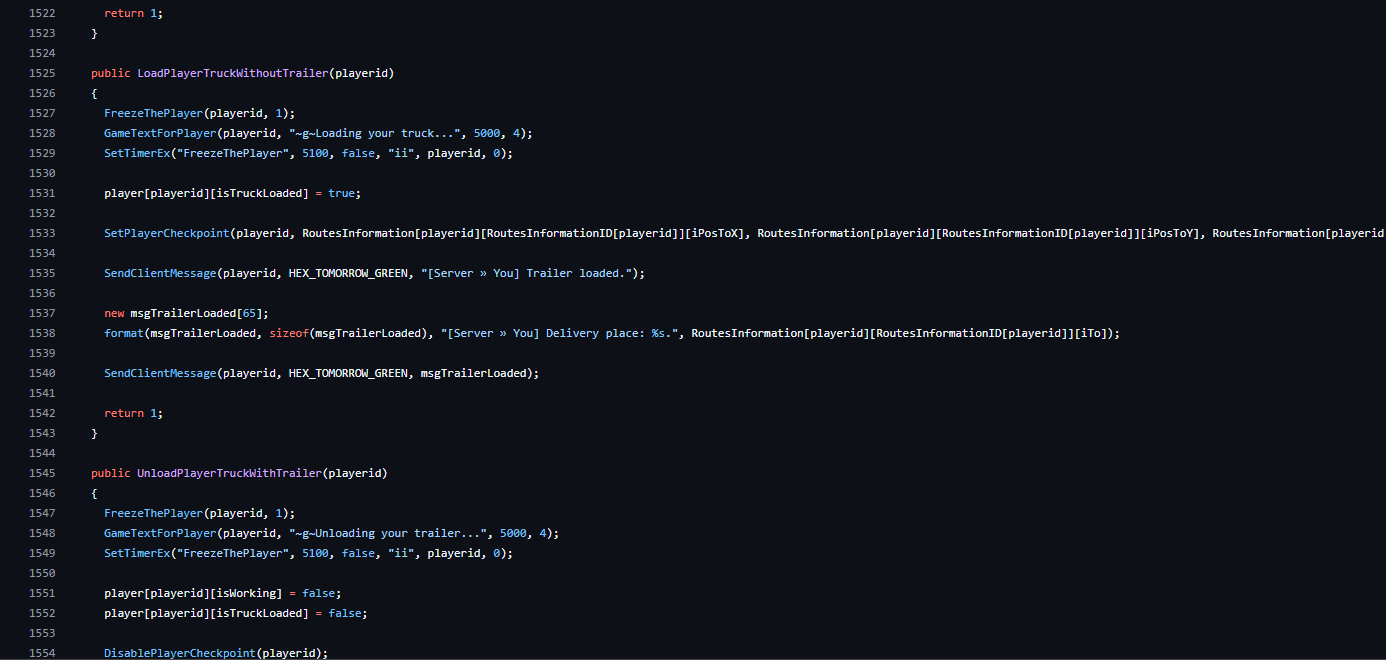 1522 return 1;
1523 }
1524
1525 public LoadPlayerTruckWithoutTrailer(playerid)
1526 {
1527 FreezeThePlayer(playerid, 1);
1528 GameTextForPlayer(playerid, "~g~Loading your truck...", 5000, 4);
1529 SetTimerEx("FreezeThePlayer", 5100, false, "ii", playerid, 0);
1530
1531 player[playerid][isTruckLoaded] = true;
1532
1533 SetPlayerCheckpoint(playerid, RoutesInformation[playerid][RoutesInformationID[playerid]][iPosToX], RoutesInformation[playerid][RoutesInformationID[playerid]][iPosToY], RoutesInformation[playerid
1534
1535 SendClientMessage(playerid, HEX_TOMORROW_GREEN, "[Server » You] Trailer loaded.");
1536
1537 new msgTrailerLoaded[65];
1538 format(msgTrailerLoaded, sizeof(msgTrailerLoaded), "[Server » You] Delivery place: %s.", RoutesInformation[playerid][RoutesInformationID[playerid]][iTo]);
1539
1540 SendClientMessage(playerid, HEX_TOMORROW_GREEN, msgTrailerLoaded);
1541
1542 return 1;
1543 }
1544
1545 public UnloadPlayerTruckWithTrailer(playerid)
1546 {
1547 FreezeThePlayer(playerid, 1);
1548 GameTextForPlayer(playerid, "~g~Unloading your trailer...", 5000, 4);
1549 SetTimerEx("FreezeThePlayer", 5100, false, "ii", playerid, 0);
1550
1551 player[playerid][isWorking] = false;
1552 player[playerid][isTruckLoaded] = false;
1553
1554 DisablePlayerCheckpoint(playerid);